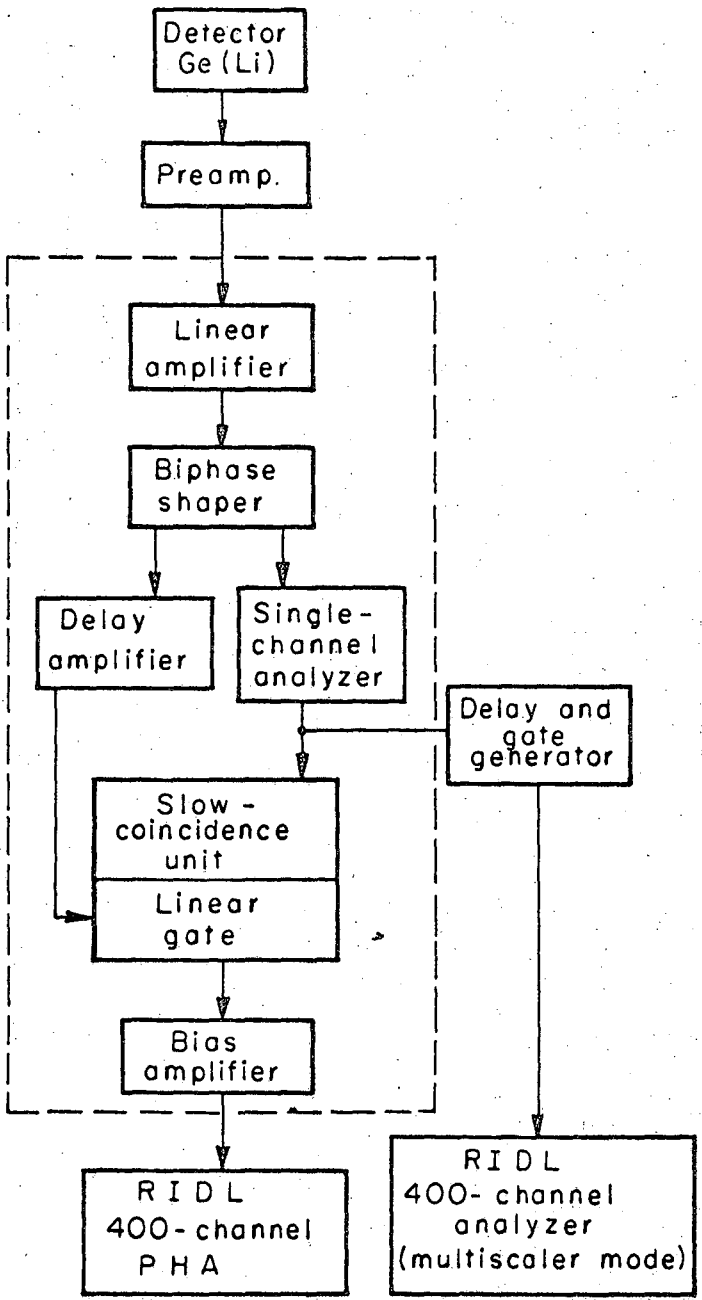 Detector
Ge (Li)
Preamp.
Linear
amplifier
Biphase
shaper
Delay
amplifier
Single-
channel
analyzer
Delay and
gate
generator
Slow-
coincidence
unit
Linear
gate
Bias
amplifier
RIDL
400-channel
PHA
RIDL
400-channel
analyzer
(multiscaler mode)